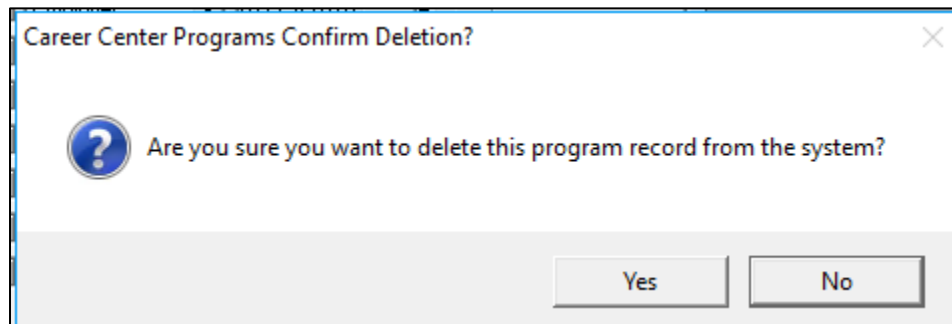 Career Center Programs Confirm Deletion?
Are you sure you want to delete this program record from the system?
Yes
No